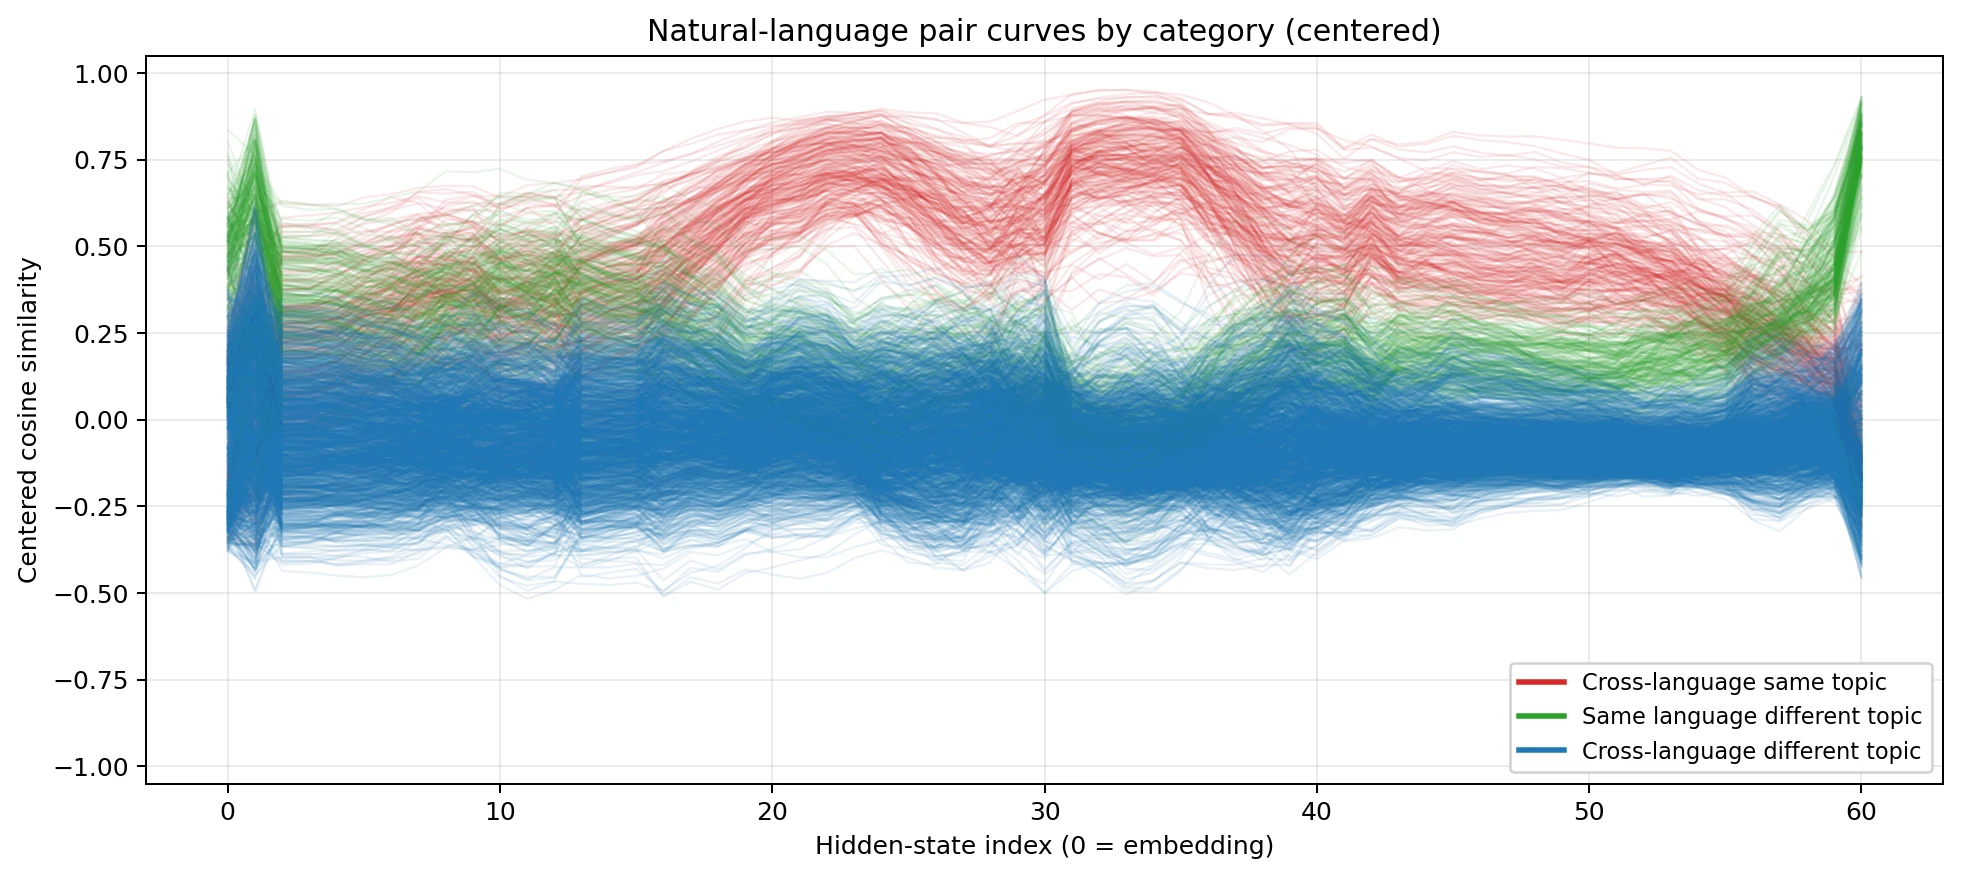 Natural-language pair curves by category (centered)
1.00
0.75
0.50
0.25
0.00
−0.25
−0.50
−0.75
−1.00
Centered cosine similarity
Cross-language same topic
Same language different topic
Cross-language different topic
0 10 20 30 40 50 60
Hidden-state index (0 = embedding)